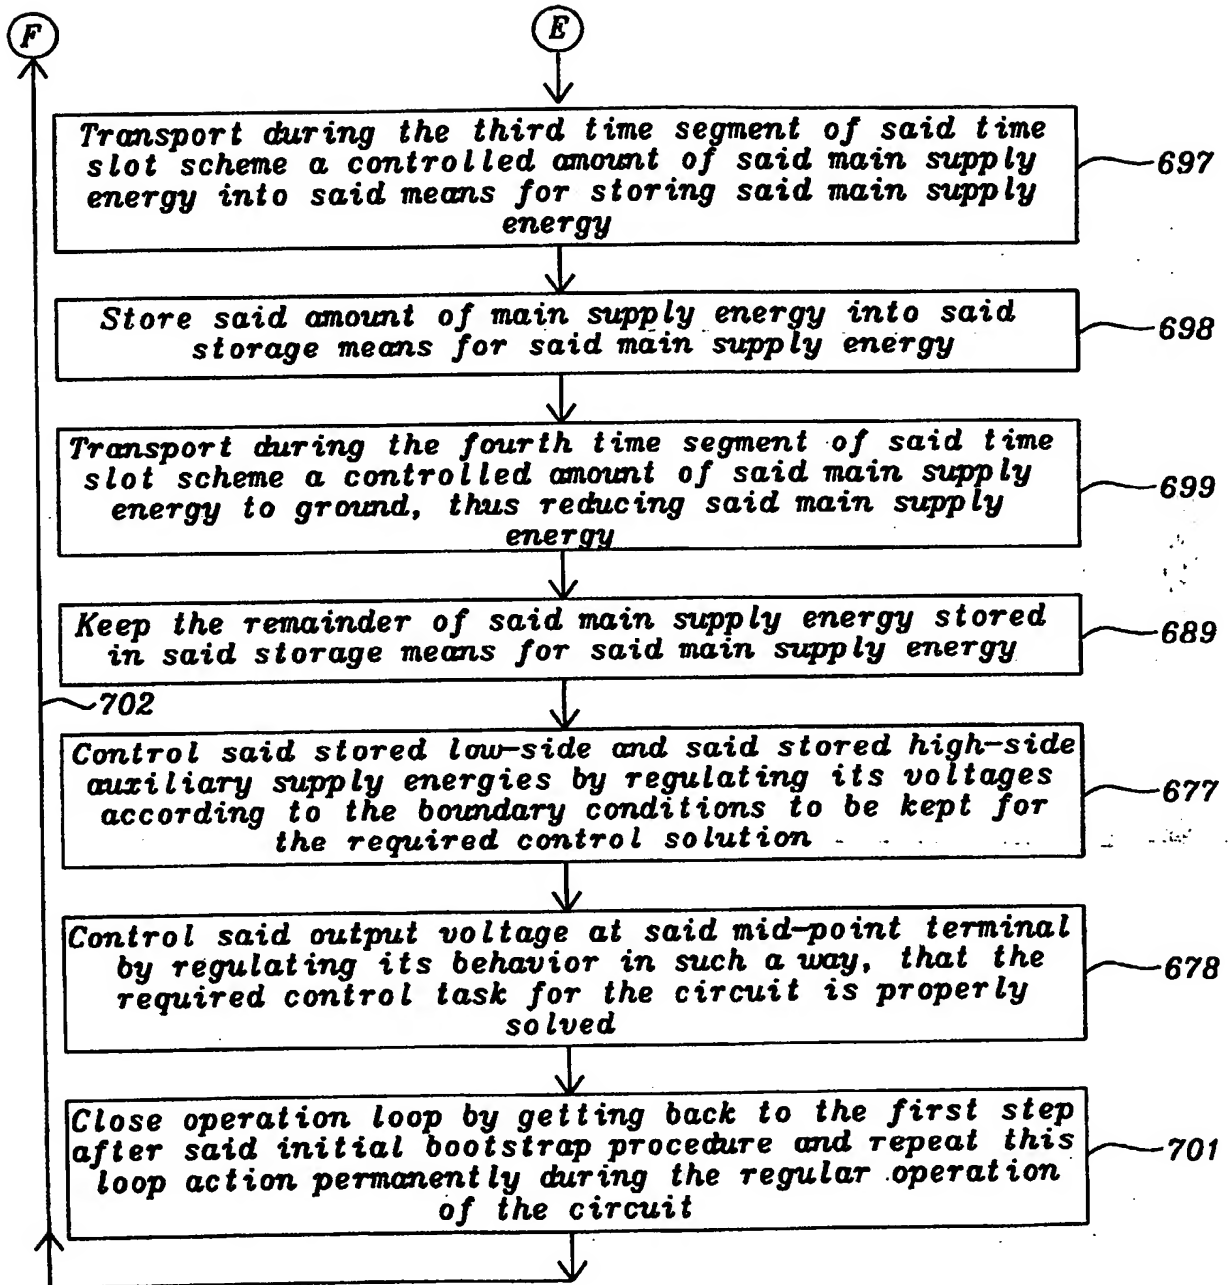 F
E
Transport during the third time segment of said time
slot scheme a controlled amount of said main supply
energy into said means for storing said main supply
energy
697
Store said amount of main supply energy into said
storage means for said main supply energy
698
Transport during the fourth time segment of said time
slot scheme a controlled amount of said main supply
energy to ground, thus reducing said main supply
energy
699
Keep the remainder of said main supply energy stored
in said storage means for said main supply energy
689
702
Control said stored low-side and said stored high-side
auxiliary supply energies by regulating its voltages
according to the boundary conditions to be kept for
the required control solution
677
Control said output voltage at said mid-point terminal
by regulating its behavior in such a way, that the
required control task for the circuit is properly
solved
678
Close operation loop by getting back to the first step
after said initial bootstrap procedure and repeat this
loop action permanently during the regular operation
of the circuit
701